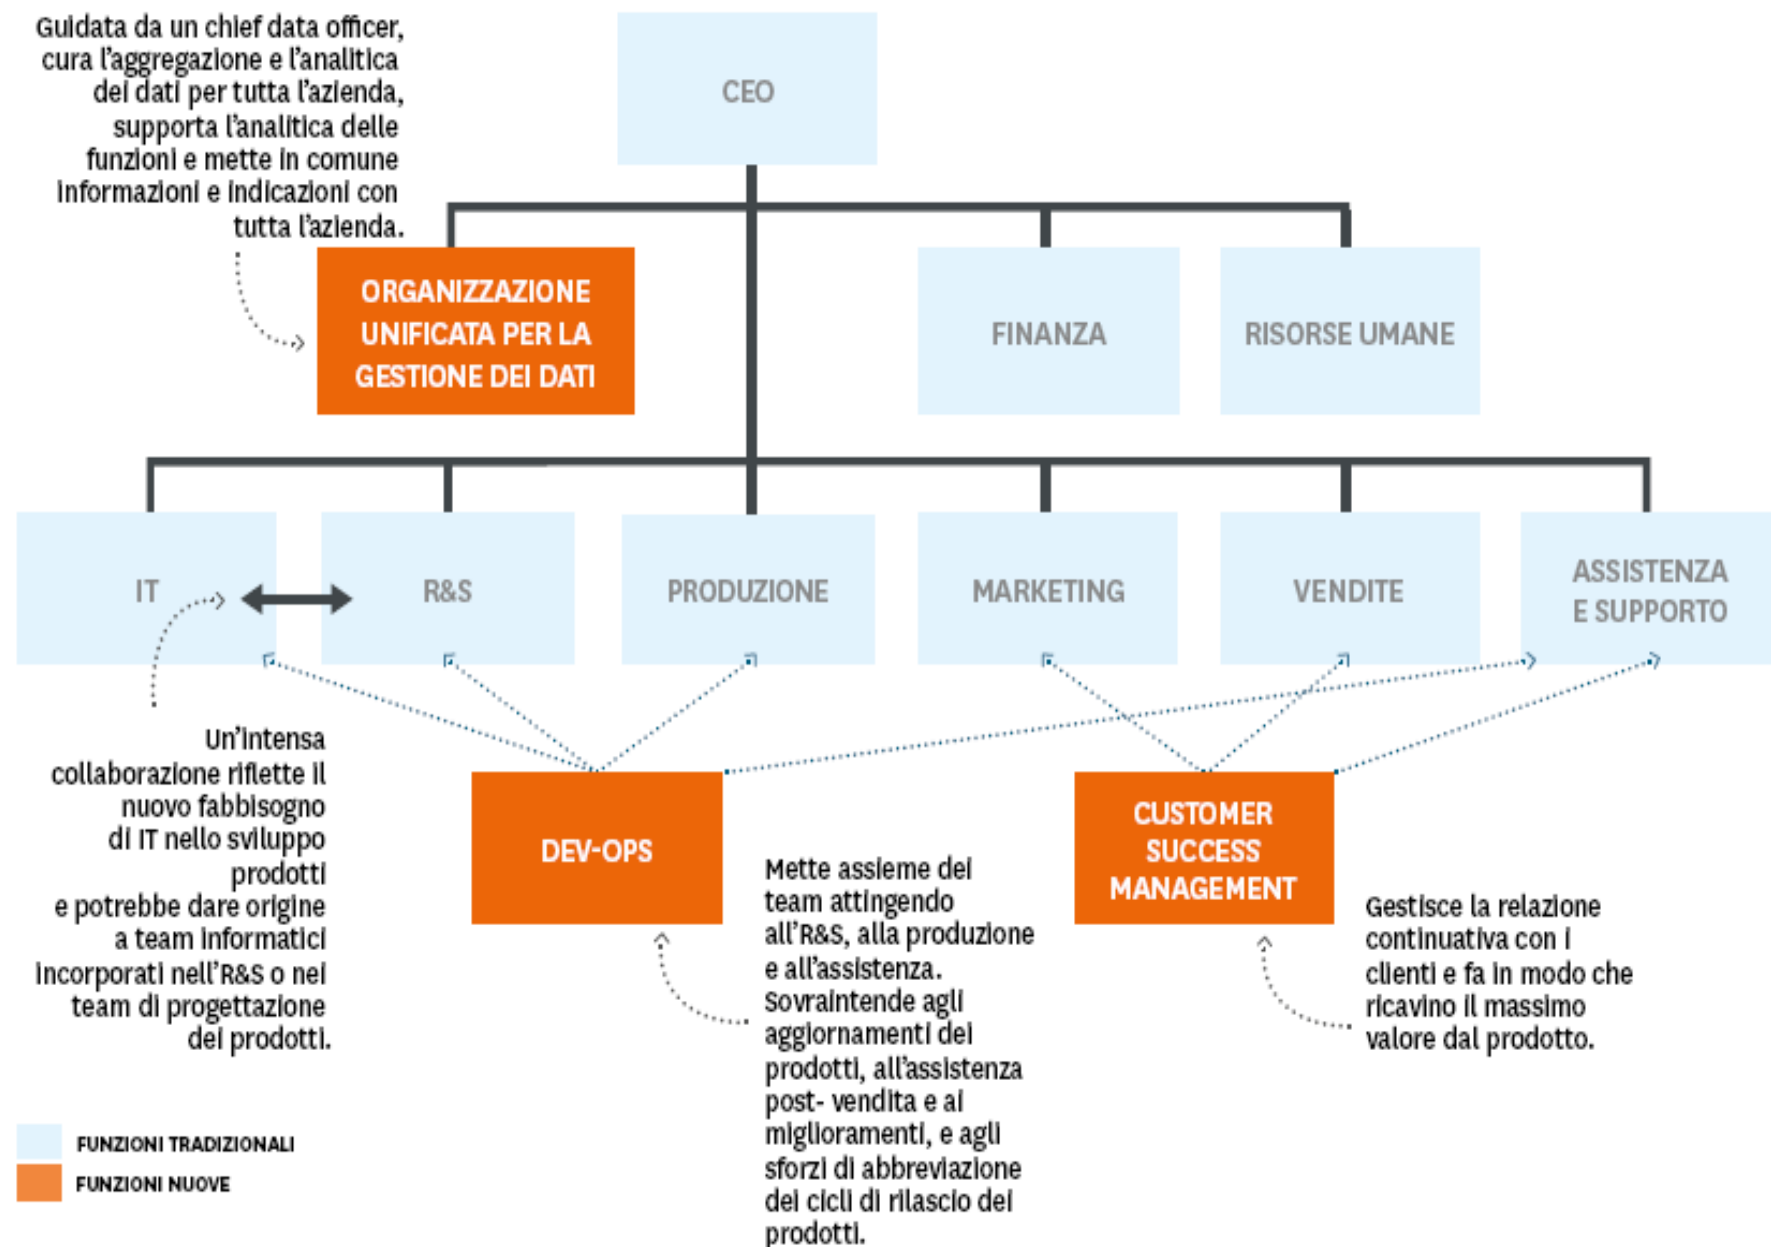 Guidata da un chief data officer,
cura l'aggregazione e l'analitica
dei dati per tutta l'azienda,
supporta l'analitica delle
funzioni e mette in comune
informazioni e indicazioni con
tutta l'azienda.
CEO
ORGANIZZAZIONE
UNIFICATA PER LA
GESTIONE DEI DATI
FINANZA
RISORSE UMANE
IT
R&S
PRODUZIONE
MARKETING
VENDITE
ASSISTENZA
E SUPPORTO
Un'intensa
collaborazione riflette il
nuovo fabbisogno
di IT nello sviluppo
prodotti
e potrebbe dare origine
a team informatici
incorporati nell'R&S o nei
team di progettazione
dei prodotti.
DEV-OPS
Mette assieme dei
team attingendo
all'R&S, alla produzione
e all'assistenza.
Sovraintende agli
aggiornamenti dei
prodotti, all'assistenza
post- vendita e ai
miglioramenti, e agli
sforzi di abbreviazione
dei cicli di rilascio dei
prodotti.
CUSTOMER
SUCCESS
MANAGEMENT
Gestisce la relazione
continuativa con i
clienti e fa in modo che
ricavino il massimo
valore dal prodotto.
FUNZIONI TRADIZIONALI
FUNZIONI NUOVE